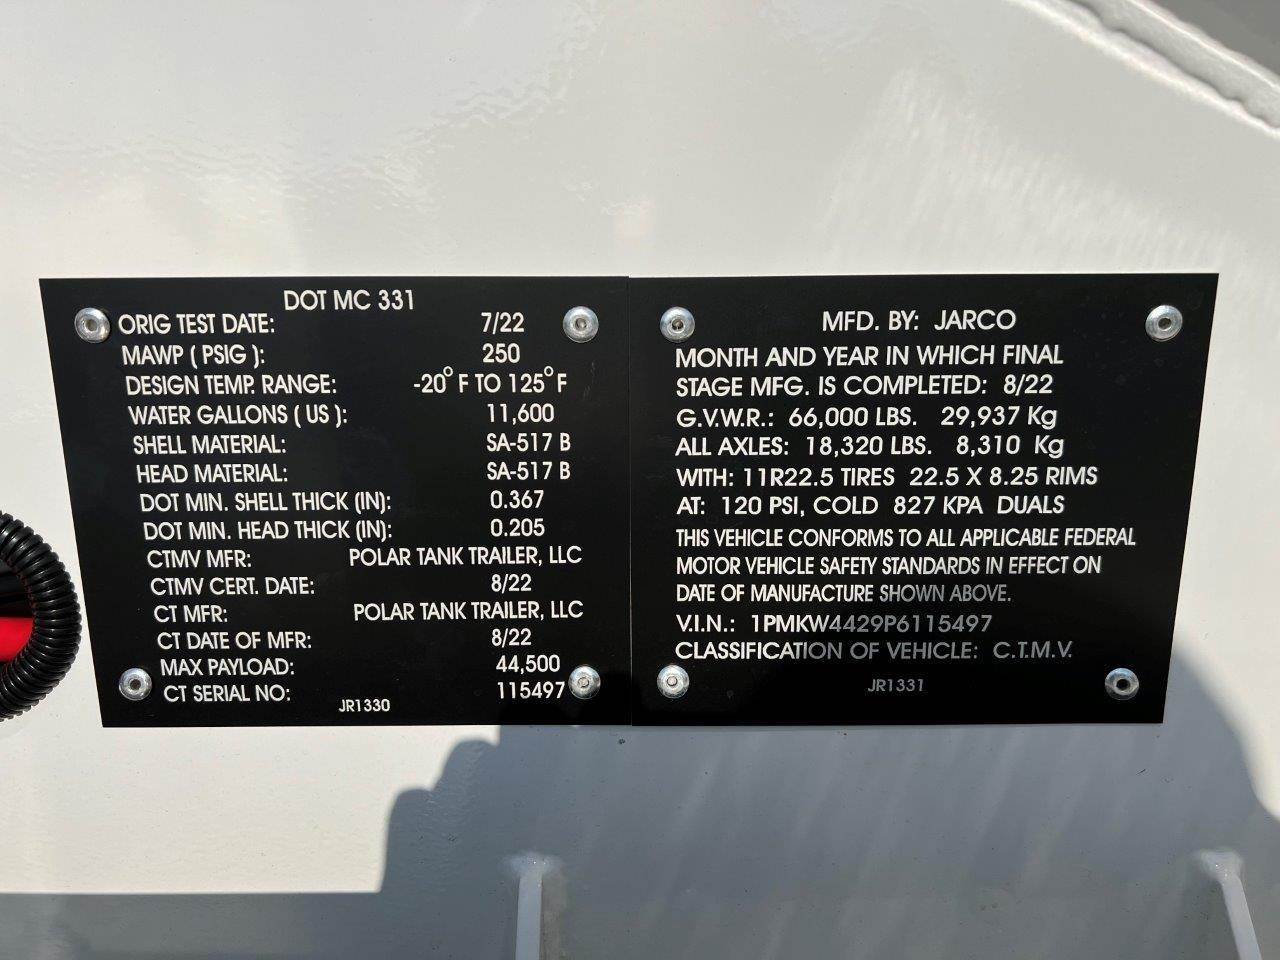 DOT MC 331
ORIG TEST DATE: 7/22
MAWP ( PSIG ): 250
DESIGN TEMP. RANGE: -20° F TO 125° F
WATER GALLONS ( US ): 11,600
SHELL MATERIAL: SA-517 B
HEAD MATERIAL: SA-517 B
DOT MIN. SHELL THICK (IN): 0.367
DOT MIN. HEAD THICK (IN): 0.205
CTMV MFR: POLAR TANK TRAILER, LLC
CTMV CERT. DATE: 8/22
CT MFR: POLAR TANK TRAILER, LLC
CT DATE OF MFR: 8/22
MAX PAYLOAD: 44,500
CT SERIAL NO: 115497
JR1330
MFD. BY: JARCO
MONTH AND YEAR IN WHICH FINAL
STAGE MFG. IS COMPLETED: 8/22
G.V.W.R.: 66,000 LBS. 29,937 Kg
ALL AXLES: 18,320 LBS. 8,310 Kg
WITH: 11R22.5 TIRES 22.5 X 8.25 RIMS
AT: 120 PSI, COLD 827 KPA DUALS
THIS VEHICLE CONFORMS TO ALL APPLICABLE FEDERAL
MOTOR VEHICLE SAFETY STANDARDS IN EFFECT ON
DATE OF MANUFACTURE SHOWN ABOVE.
V.I.N.: 1PMKW4429P6115497
CLASSIFICATION OF VEHICLE: C.T.M.V.
JR1331